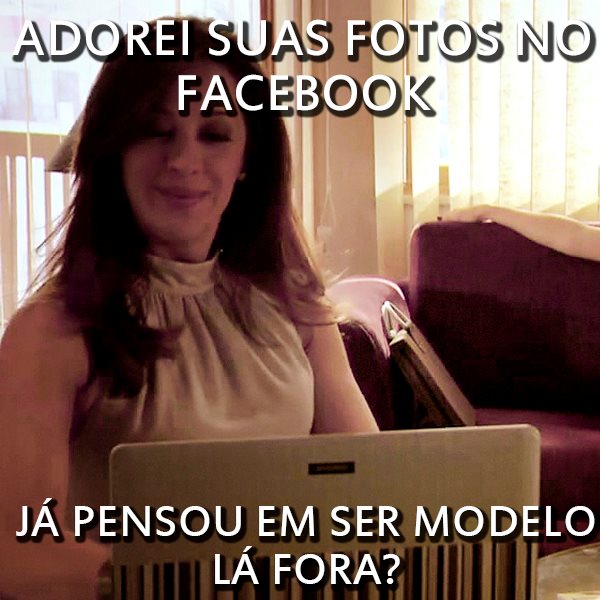 ADOREI SUAS FOTOS NO
FACEBOOK
JÁ PENSOU EM SER MODELO
LÁ FORA?